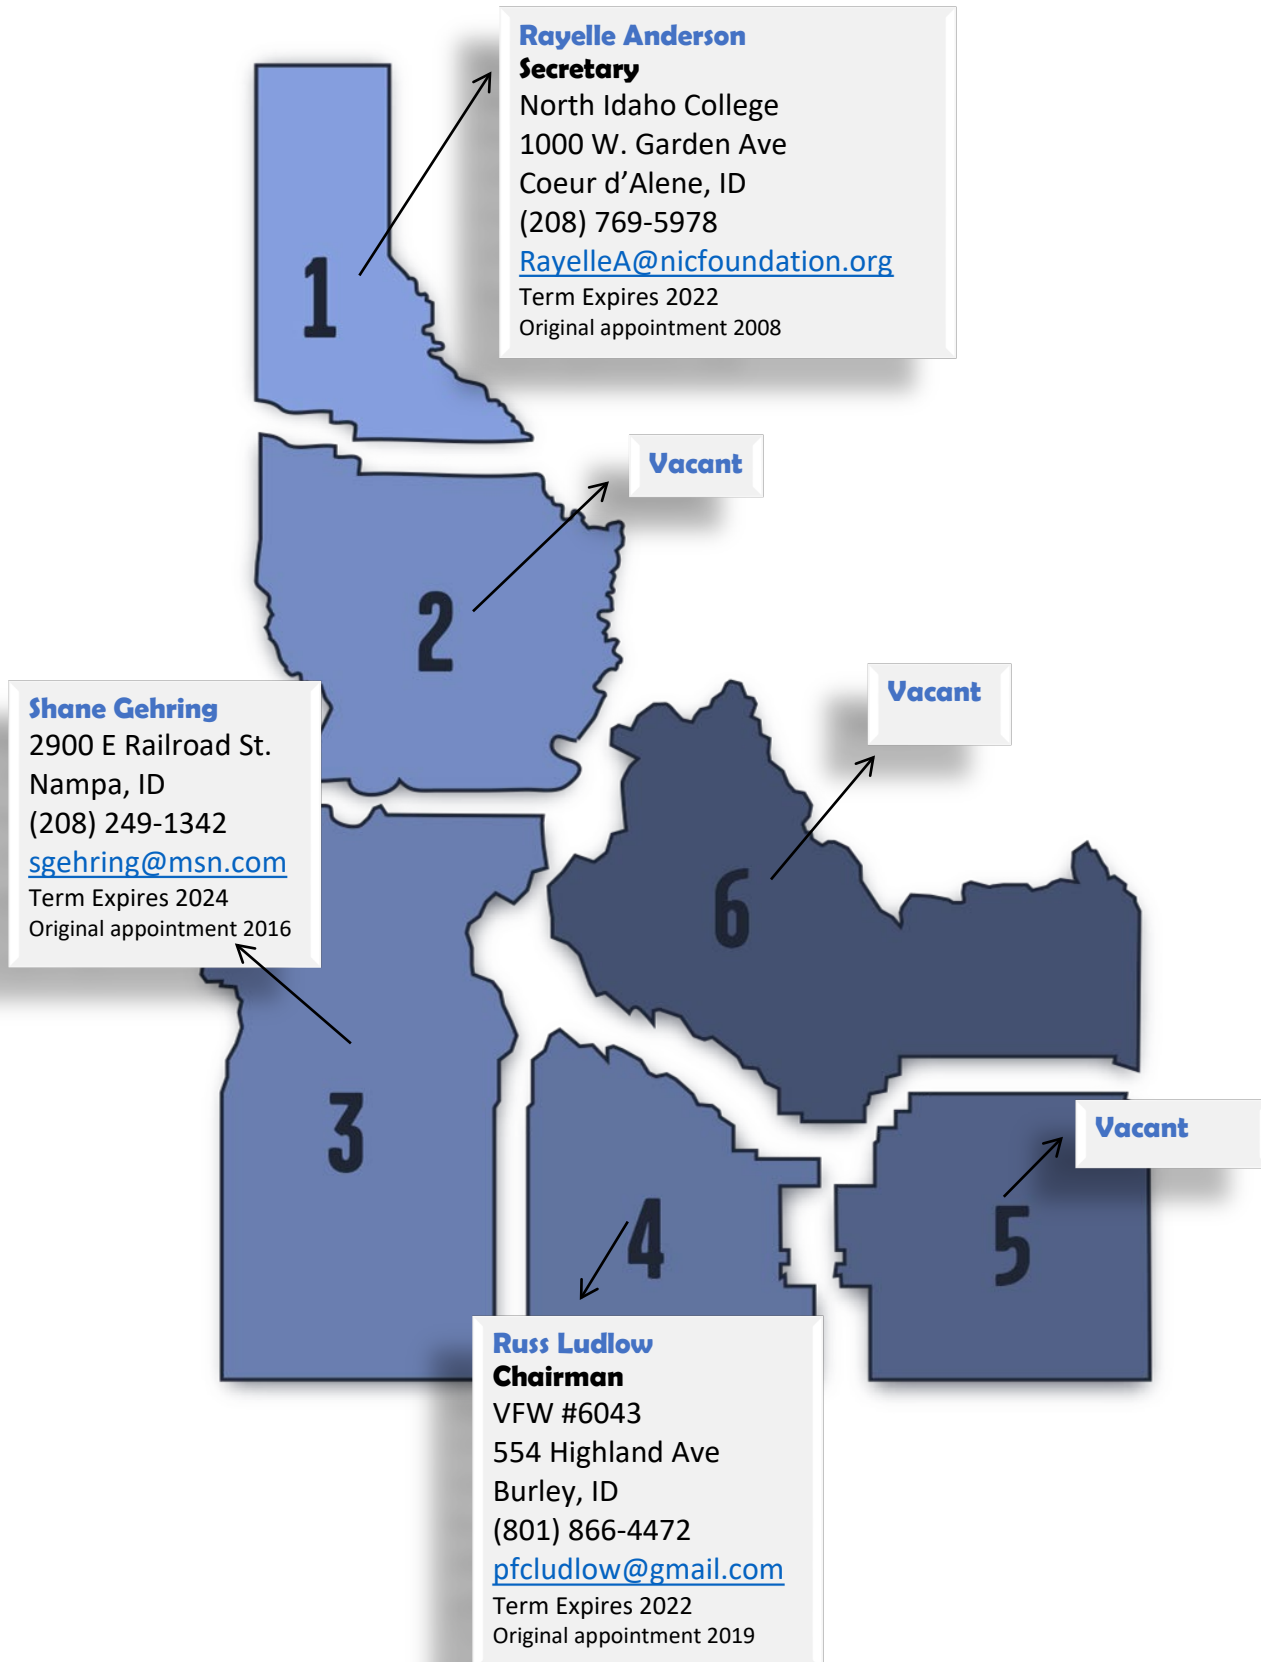 Rayelle Anderson
Secretary
North Idaho College
1000 W. Garden Ave
Coeur d’Alene, ID
(208) 769-5978
RayelleA@nicfoundation.org
Term Expires 2022
Original appointment 2008
1
Vacant
2
Shane Gehring
2900 E Railroad St.
Nampa, ID
(208) 249-1342
sgehring@msn.com
Term Expires 2024
Original appointment 2016
Vacant
6
3
Vacant
4
5
Russ Ludlow
Chairman
VFW #6043
554 Highland Ave
Burley, ID
(801) 866-4472
pfcludlow@gmail.com
Term Expires 2022
Original appointment 2019